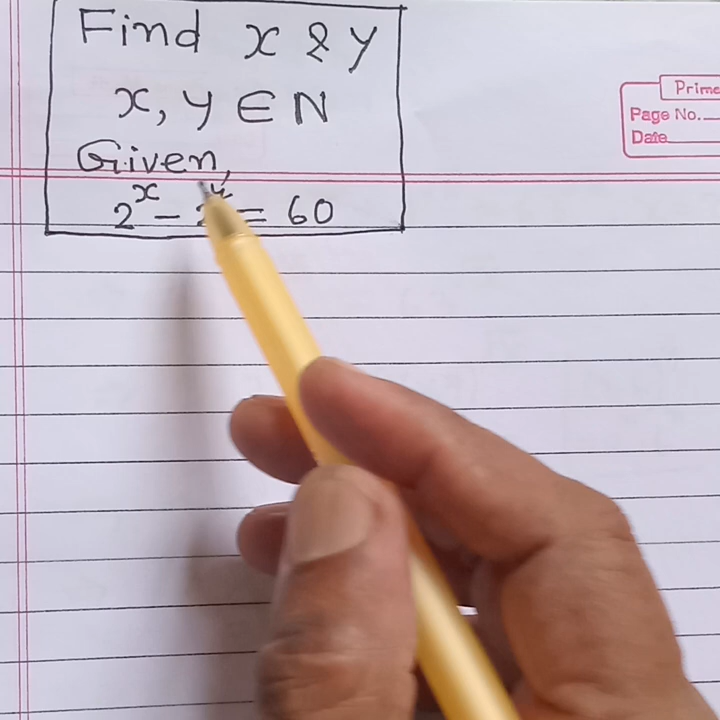 Find x & y
x, y ∈ N
Given,
2^x - 2^y = 60
Prime
Page No.
Date